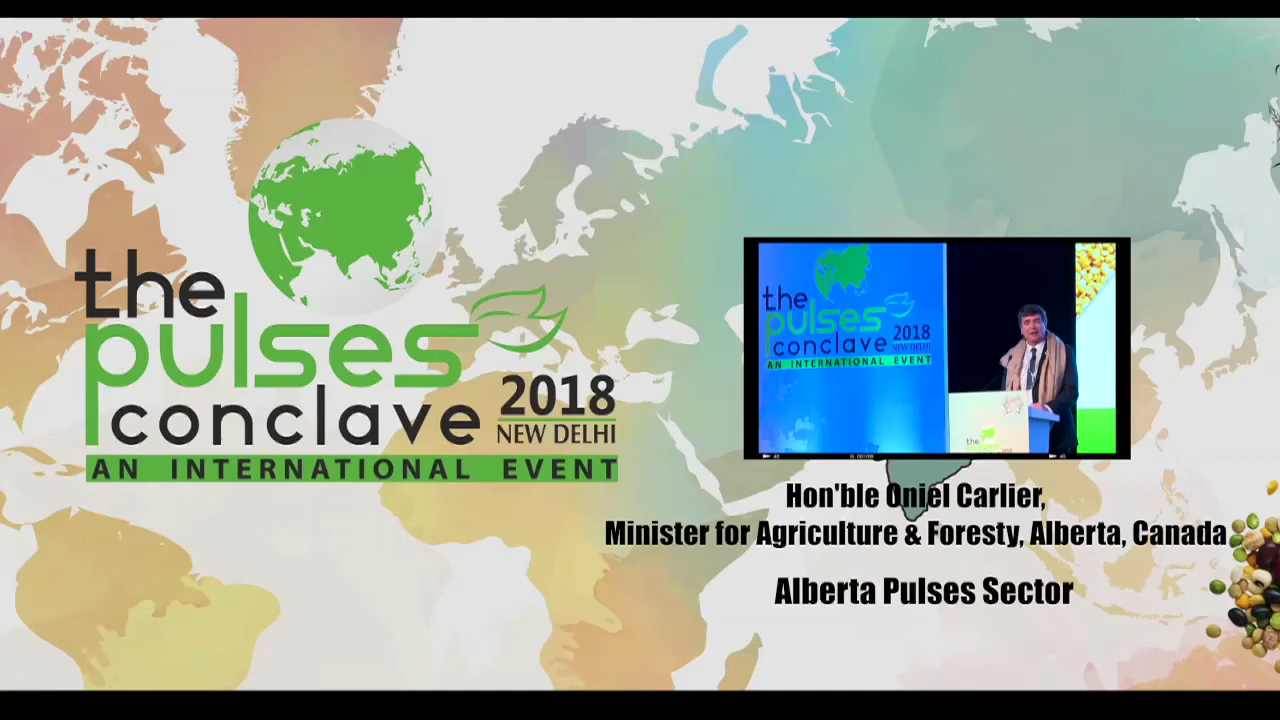 the
pulses
conclave
2018
NEW DELHI
AN INTERNATIONAL EVENT
the
pulses
conclave
2018
NEW DELHI
AN INTERNATIONAL EVENT
the
Hon'ble Oniel Carlier,
Minister for Agriculture & Foresty, Alberta, Canada
Alberta Pulses Sector